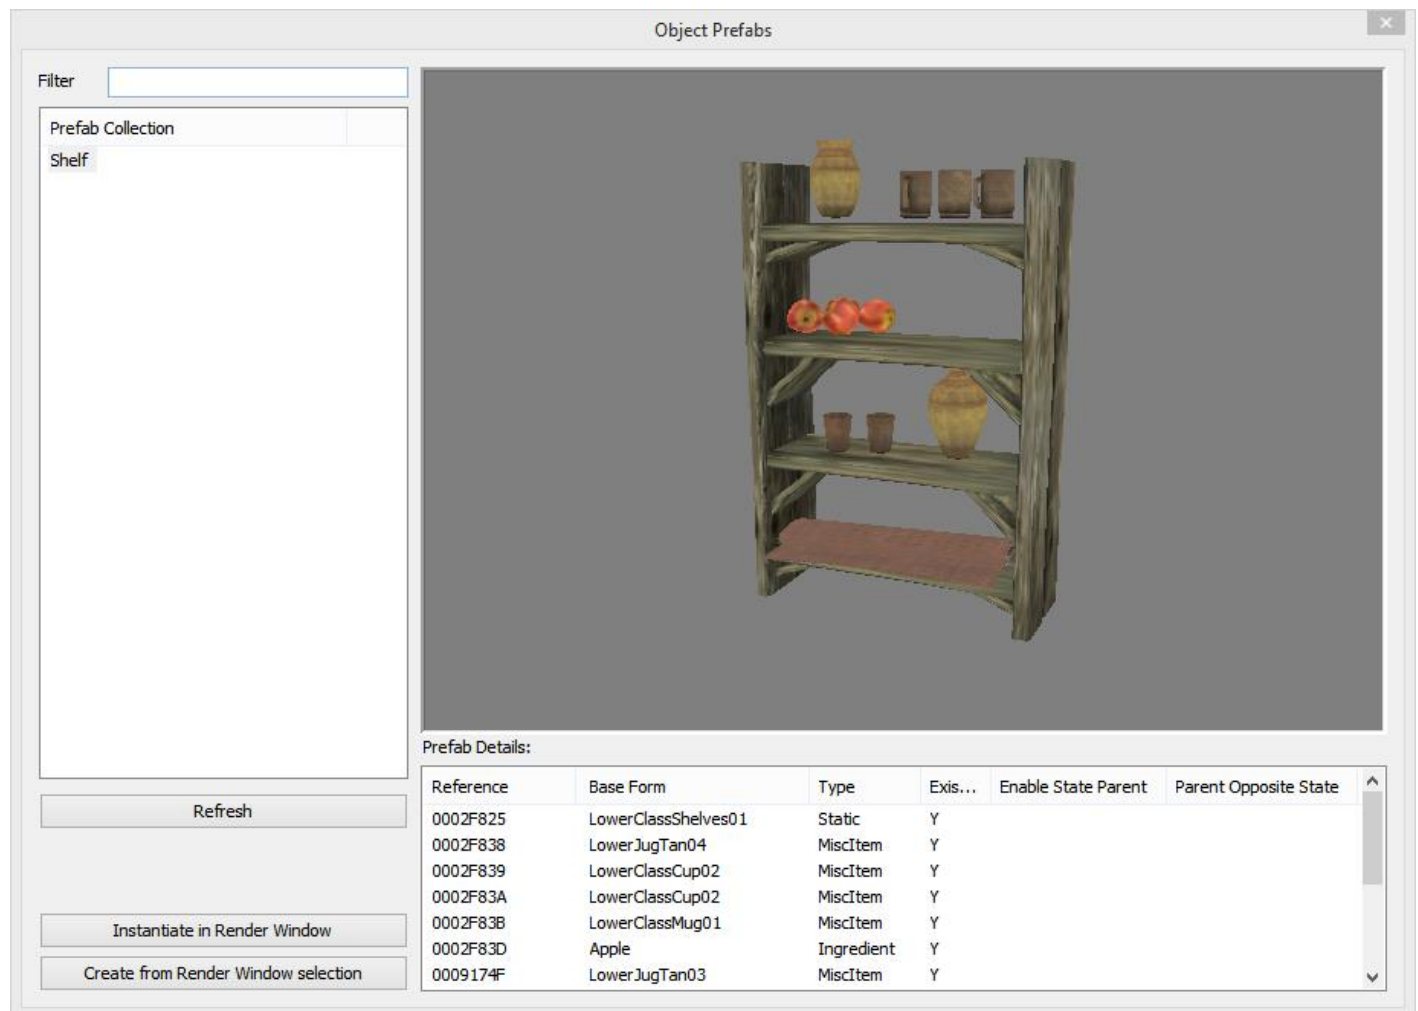 Object Prefabs
Filter
Prefab Collection
Shelf
Refresh
Instantiate in Render Window
Create from Render Window selection
Prefab Details:
Reference Base Form Type Exis... Enable State Parent Parent Opposite State
0002F825 LowerClassShelves01 Static Y
0002F838 LowerJugTan04 MiscItem Y
0002F839 LowerClassCup02 MiscItem Y
0002F83A LowerClassCup02 MiscItem Y
0002F83B LowerClassMug01 MiscItem Y
0002F83D Apple Ingredient Y
0009174F LowerJugTan03 MiscItem Y